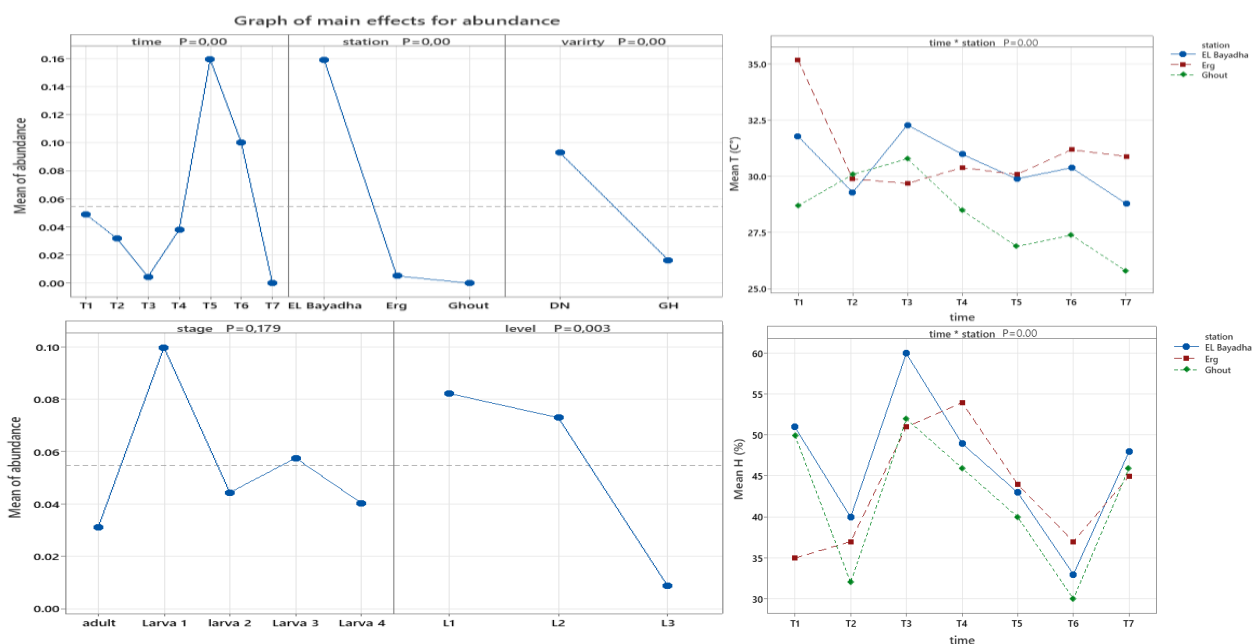 Graph of main effects for abundance
time P=0,00
station P=0,00
varirty P=0,00
Mean of abundance
0.16
0.14
0.12
0.10
0.08
0.06
0.04
0.02
0.00
T1 T2 T3 T4 T5 T6 T7
EL Bayadha Erg Ghout
DN GH
stage P=0,179
level P=0,003
Mean of abundance
0.10
0.08
0.06
0.04
0.02
0.00
adult Larva 1 larva 2 Larva 3 Larva 4
L1 L2 L3
time * station P=0.00
Mean T (C°)
35.0
32.5
30.0
27.5
25.0
T1 T2 T3 T4 T5 T6 T7
time
station
EL Bayadha
Erg
Ghout
time * station P=0.00
Mean H (%)
60
55
50
45
40
35
30
T1 T2 T3 T4 T5 T6 T7
time
station
EL Bayadha
Erg
Ghout